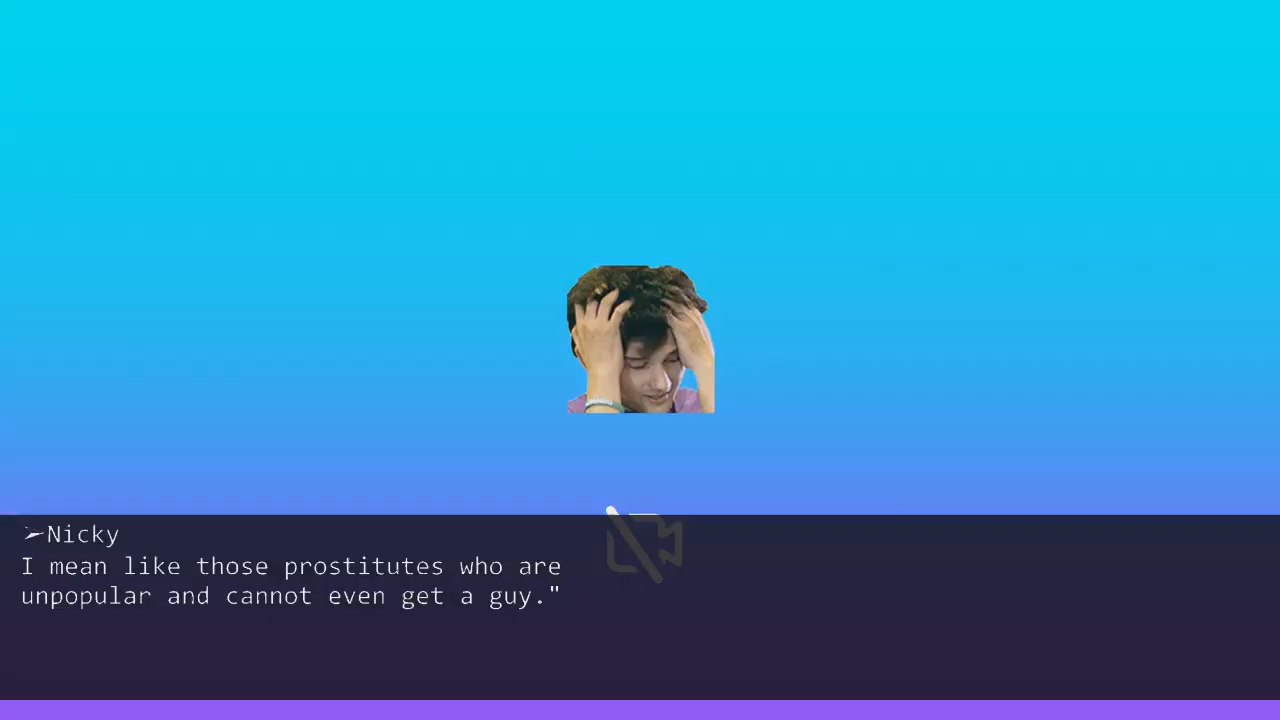 ➢Nicky
I mean like those prostitutes who are
unpopular and cannot even get a guy."